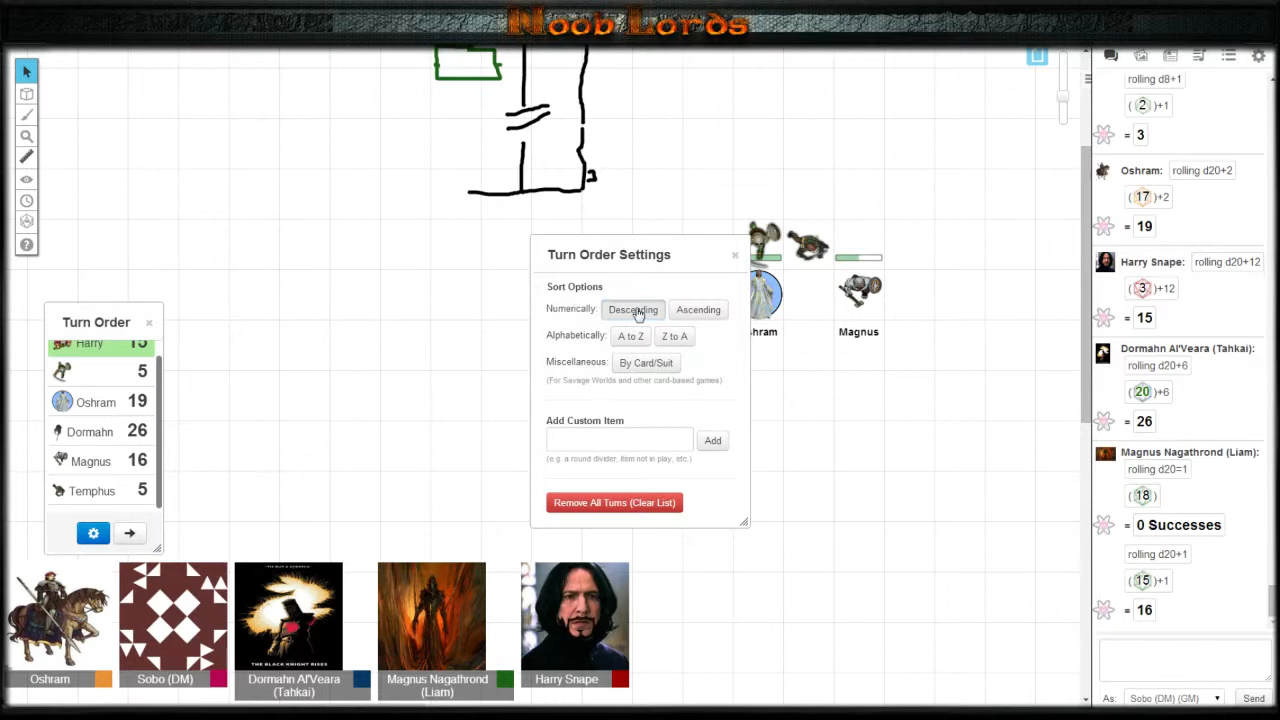 Noob Lords
rolling d8+1
(2)+1
= 3
Oshram: rolling d20+2
(17)+2
= 19
Harry Snape: rolling d20+12
(3)+12
= 15
Dormahn Al'Veara (Tahkai):
rolling d20+6
(20)+6
= 26
Magnus Nagathrond (Liam):
rolling d20=1
(18)
= 0 Successes
rolling d20+1
(15)+1
= 16
As: Sobo (DM) (GM) Send
Turn Order Settings
Sort Options
Numerically: Descending Ascending
Alphabetically: A to Z Z to A
Miscellaneous: By Card/Suit
(For Savage Worlds and other card-based games)
Add Custom Item
Add
(e.g. a round divider, item not in play, etc.)
Remove All Turns (Clear List)
shram
Magnus
Turn Order
Harry 15
5
Oshram 19
Dormahn 26
Magnus 16
Temphus 5
THE BLACK KNIGHT RISES
Oshram
Sobo (DM)
Dormahn Al'Veara
(Tahkai)
Magnus Nagathrond
(Liam)
Harry Snape